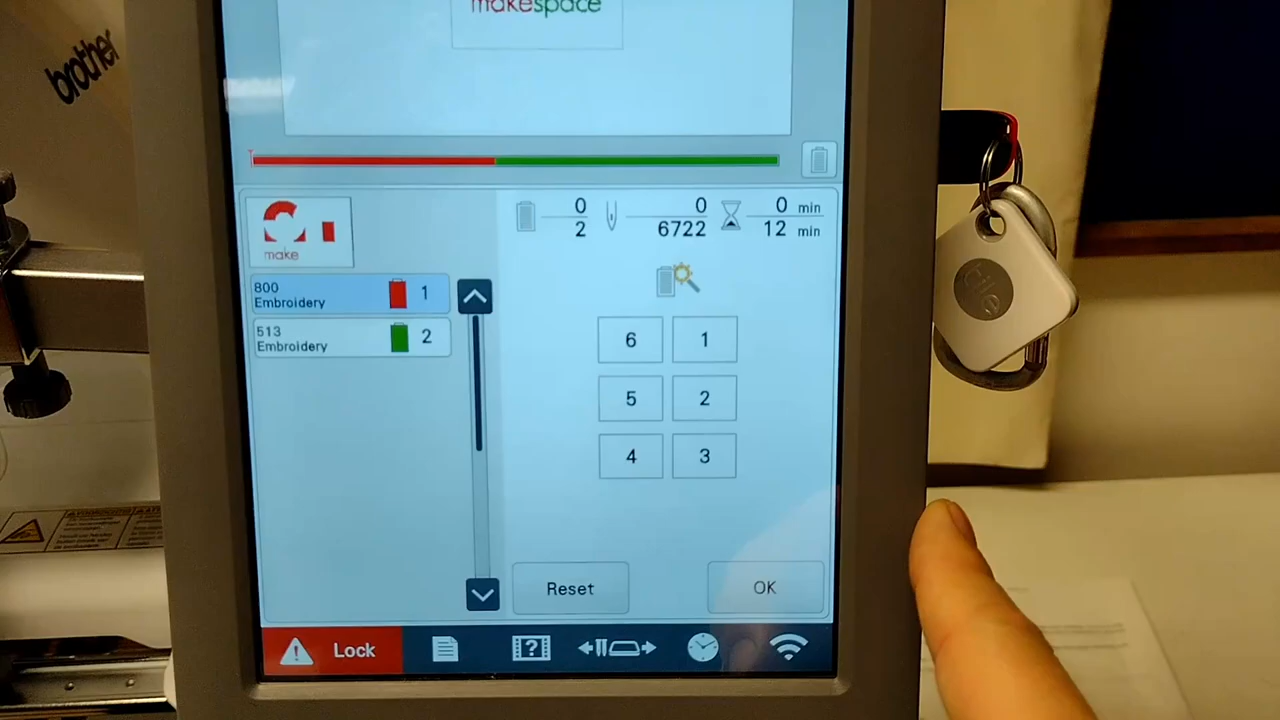 brother
makespace
make
0
2
0
6722
0 min
12 min
800
Embroidery
1
513
Embroidery
2
6 1
5 2
4 3
Reset
OK
Lock
?
tile